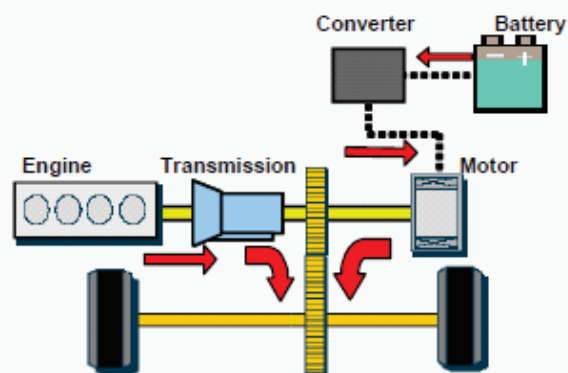 Converter
Battery
− +
Engine
Transmission
Motor